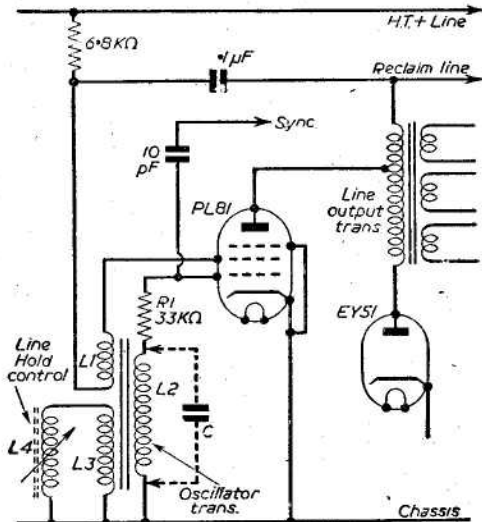 H.T.+ Line
6·8KΩ
·1μF
Reclaim line
Sync.
10
pF
PL81
Line
output
trans.
R1
33KΩ
EY51
Line
Hold
control
L1
L2
C
L4
L3
Oscillator
trans.
Chassis